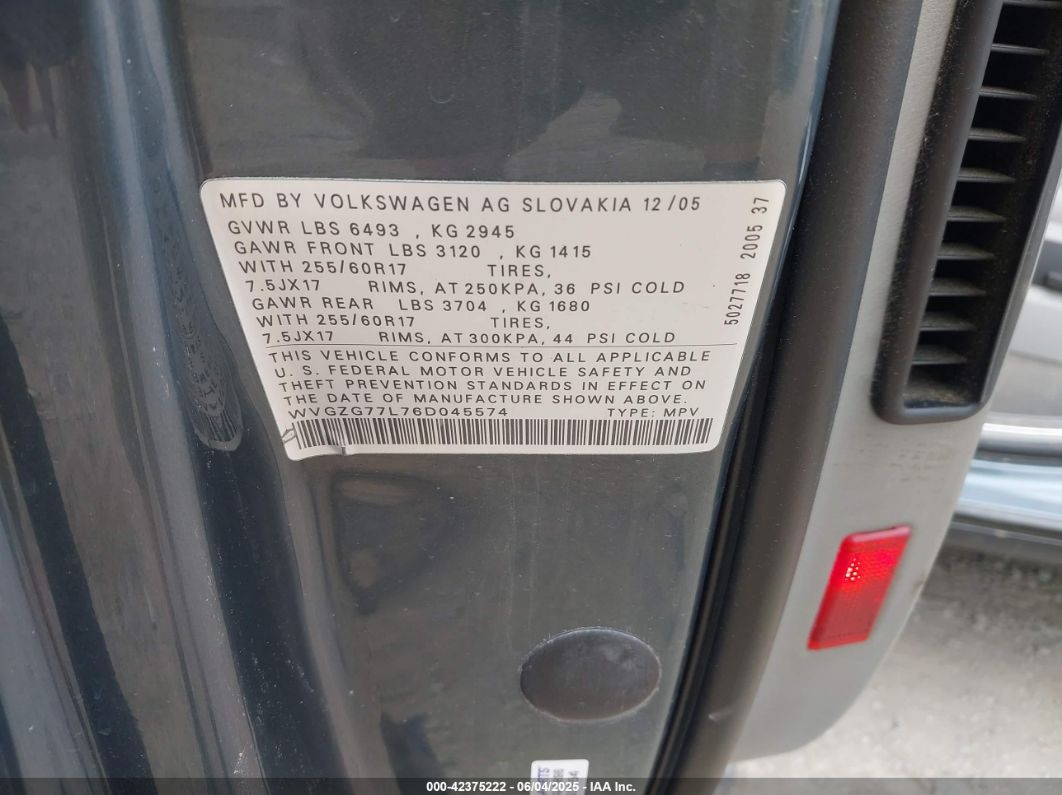 MFD BY VOLKSWAGEN AG SLOVAKIA 12/05
GVWR LBS 6493 , KG 2945
GAWR FRONT LBS 3120 , KG 1415
WITH 255/60R17 TIRES,
7.5JX17 RIMS, AT 250KPA, 36 PSI COLD
GAWR REAR LBS 3704 , KG 1680
WITH 255/60R17 TIRES,
7.5JX17 RIMS, AT 300KPA, 44 PSI COLD
THIS VEHICLE CONFORMS TO ALL APPLICABLE
U. S. FEDERAL MOTOR VEHICLE SAFETY AND
THEFT PREVENTION STANDARDS IN EFFECT ON
THE DATE OF MANUFACTURE SHOWN ABOVE.
WVGZG77L76D045574 TYPE: MPV
5027718 2005 37
000-42375222 - 06/04/2025 - IAA Inc.